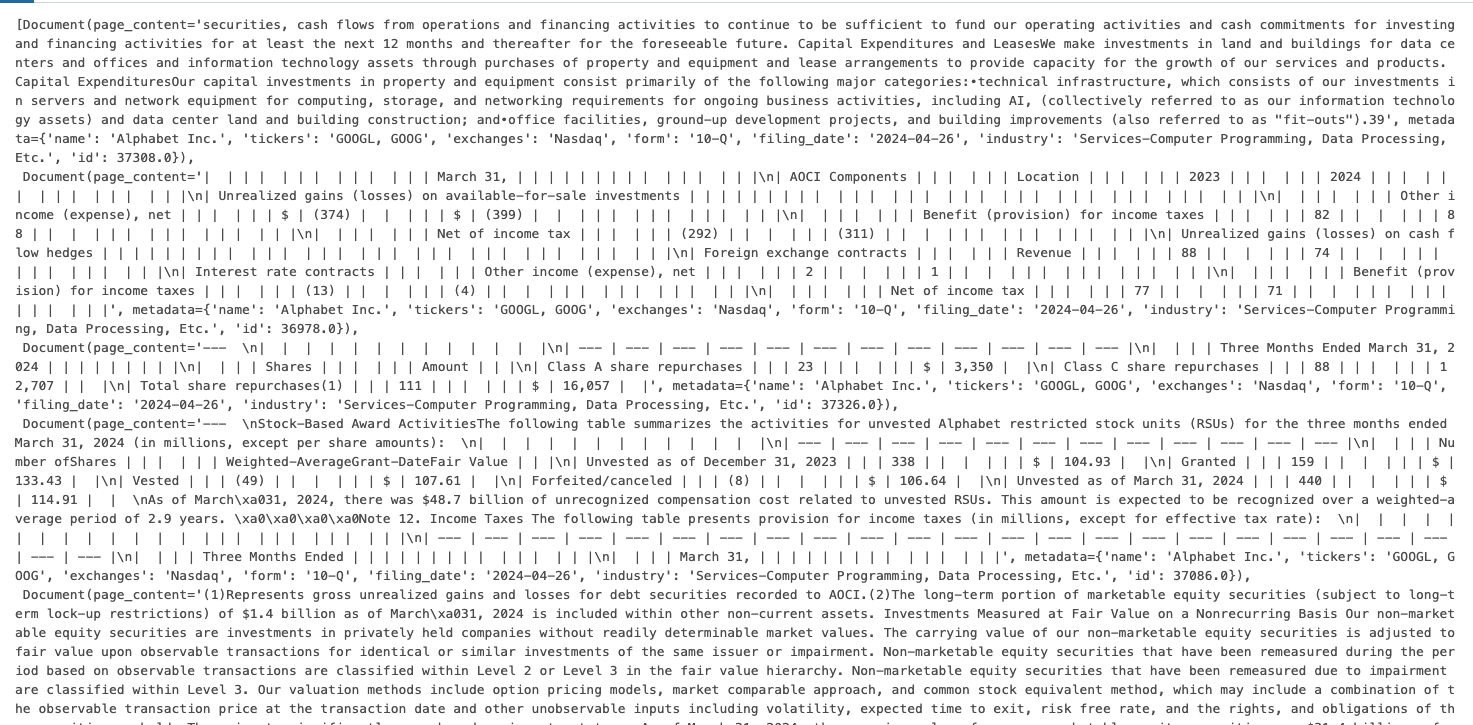 [Document(page_content='securities, cash flows from operations and financing activities to continue to be sufficient to fund our operating activities and cash commitments for investing
and financing activities for at least the next 12 months and thereafter for the foreseeable future. Capital Expenditures and LeasesWe make investments in land and buildings for data ce
nters and offices and information technology assets through purchases of property and equipment and lease arrangements to provide capacity for the growth of our services and products.
Capital ExpendituresOur capital investments in property and equipment consist primarily of the following major categories:•technical infrastructure, which consists of our investments i
n servers and network equipment for computing, storage, and networking requirements for ongoing business activities, including AI, (collectively referred to as our information technolo
gy assets) and data center land and building construction; and•office facilities, ground-up development projects, and building improvements (also referred to as "fit-outs").39', metada
ta={'name': 'Alphabet Inc.', 'tickers': 'GOOGL, GOOG', 'exchanges': 'Nasdaq', 'form': '10-Q', 'filing_date': '2024-04-26', 'industry': 'Services-Computer Programming, Data Processing,
Etc.', 'id': 37308.0}),
Document(page_content='| | | | | | | | | | | | March 31, | | | | | | | | | | | | |\n| AOCI Components | | | | | Location | | | | | 2023 | | | | | 2024 | | | | | |
| | | | | | |\n| Unrealized gains (losses) on available-for-sale investments | | | | | | | | | | | | | | | | | | | | | | | | |\n| | | | | | Other i
ncome (expense), net | | | | | $ | (374) | | | | $ | (399) | | | | | | | | | | |\n| | | | | | Benefit (provision) for income taxes | | | | | 82 | | | | | 8
8 | | | | | | | | | | |\n| | | | | | Net of income tax | | | | | (292) | | | | (311) | | | | | | | | | | |\n| Unrealized gains (losses) on cash f
low hedges | | | | | | | | | | | | | | | | | | | | | | | | |\n| Foreign exchange contracts | | | | | Revenue | | | | | 88 | | | | | 74 | | | | |
| | | | | | |\n| Interest rate contracts | | | | | Other income (expense), net | | | | | 2 | | | | | 1 | | | | | | | | | | |\n| | | | | | Benefit (prov
ision) for income taxes | | | | | (13) | | | | | (4) | | | | | | | | | | |\n| | | | | | Net of income tax | | | | | 77 | | | | | 71 | | | | | | |
| | | | |', metadata={'name': 'Alphabet Inc.', 'tickers': 'GOOGL, GOOG', 'exchanges': 'Nasdaq', 'form': '10-Q', 'filing_date': '2024-04-26', 'industry': 'Services-Computer Programmi
ng, Data Processing, Etc.', 'id': 36978.0}),
Document(page_content='--- \n| | | | | | | | | | | | |\n| --- | --- | --- | --- | --- | --- | --- | --- | --- | --- | --- | --- |\n| | | | Three Months Ended March 31, 2
024 | | | | | | | | |\n| | | | Shares | | | | | Amount | | |\n| Class A share repurchases | | | 23 | | | | | $ | 3,350 | |\n| Class C share repurchases | | | 88 | | | | | 1
2,707 | | |\n| Total share repurchases(1) | | | 111 | | | | | $ | 16,057 | |', metadata={'name': 'Alphabet Inc.', 'tickers': 'GOOGL, GOOG', 'exchanges': 'Nasdaq', 'form': '10-Q',
'filing_date': '2024-04-26', 'industry': 'Services-Computer Programming, Data Processing, Etc.', 'id': 37326.0}),
Document(page_content='--- \nStock-Based Award ActivitiesThe following table summarizes the activities for unvested Alphabet restricted stock units (RSUs) for the three months ended
March 31, 2024 (in millions, except per share amounts): \n| | | | | | | | | | | | |\n| --- | --- | --- | --- | --- | --- | --- | --- | --- | --- | --- | --- |\n| | | | Nu
mber ofShares | | | | | Weighted-AverageGrant-DateFair Value | | |\n| Unvested as of December 31, 2023 | | | 338 | | | | | $ | 104.93 | |\n| Granted | | | 159 | | | | | $ |
133.43 | |\n| Vested | | | (49) | | | | | $ | 107.61 | |\n| Forfeited/canceled | | | (8) | | | | | $ | 106.64 | |\n| Unvested as of March 31, 2024 | | | 440 | | | | | $
| 114.91 | | \nAs of March\xa031, 2024, there was $48.7 billion of unrecognized compensation cost related to unvested RSUs. This amount is expected to be recognized over a weighted-a
verage period of 2.9 years. \xa0\xa0\xa0\xa0Note 12. Income Taxes The following table presents provision for income taxes (in millions, except for effective tax rate): \n| | | | |
| | | | | | | | | | | | | |\n| --- | --- | --- | --- | --- | --- | --- | --- | --- | --- | --- | --- | --- | --- | --- | ---
| --- | --- |\n| | | | Three Months Ended | | | | | | | | | | | | | | |\n| | | | March 31, | | | | | | | | | | | | | |', metadata={'name': 'Alphabet Inc.', 'tickers': 'GOOGL, G
OOG', 'exchanges': 'Nasdaq', 'form': '10-Q', 'filing_date': '2024-04-26', 'industry': 'Services-Computer Programming, Data Processing, Etc.', 'id': 37086.0}),
Document(page_content='(1)Represents gross unrealized gains and losses for debt securities recorded to AOCI.(2)The long-term portion of marketable equity securities (subject to long-t
erm lock-up restrictions) of $1.4 billion as of March\xa031, 2024 is included within other non-current assets. Investments Measured at Fair Value on a Nonrecurring Basis Our non-market
able equity securities are investments in privately held companies without readily determinable market values. The carrying value of our non-marketable equity securities is adjusted to
fair value upon observable transactions for identical or similar investments of the same issuer or impairment. Non-marketable equity securities that have been remeasured during the per
iod based on observable transactions are classified within Level 2 or Level 3 in the fair value hierarchy. Non-marketable equity securities that have been remeasured due to impairment
are classified within Level 3. Our valuation methods include option pricing models, market comparable approach, and common stock equivalent method, which may include a combination of t
he observable transaction price at the transaction date and other unobservable inputs including volatility, expected time to exit, risk free rate, and the rights, and obligations of th